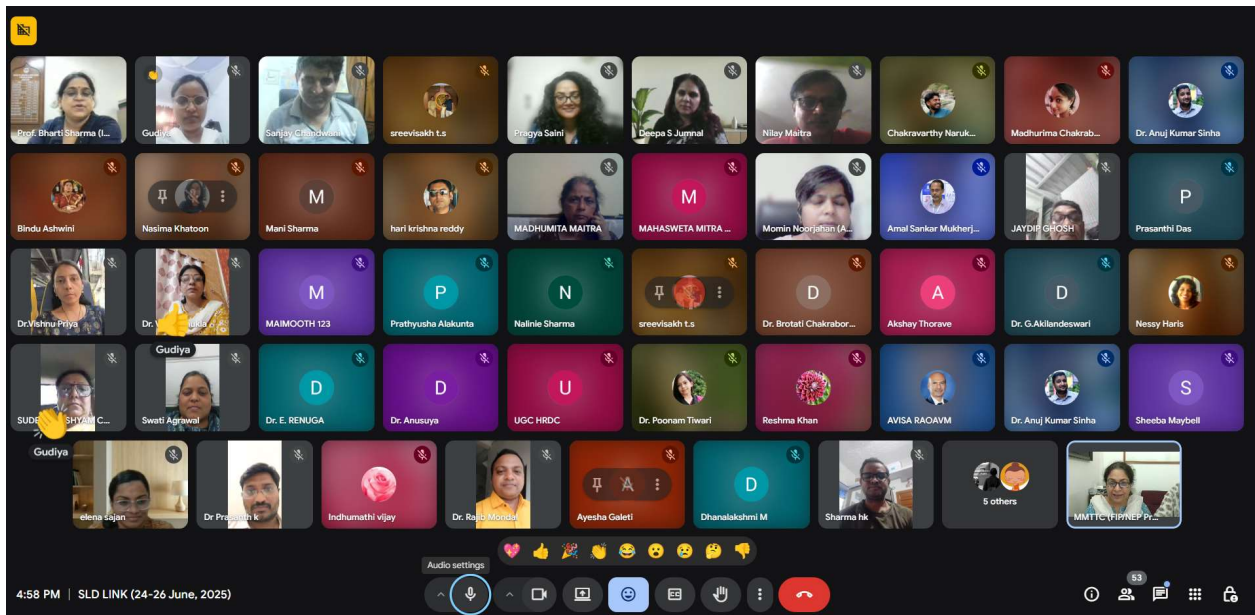 Prof. Bharti Sharma (I...
Gudiya
Sanjay Chandwani
sreevisakh t.s
Pragya Saini
Deepa S Jumnal
Nilay Maitra
Chakravarthy Naruk...
Madhurima Chakrab...
Dr. Anuj Kumar Sinha
Bindu Ashwini
Nasima Khatoon
M
Mani Sharma
hari krishna reddy
MADHUMITA MAITRA
M
MAHASWETA MITRA ...
Momin Noorjahan (A...
Amal Sankar Mukherj...
JAYDIP GHOSH
P
Prasanthi Das
Dr.Vishnu Priya
Dr.
M
MAIMOOTH 123
P
Prathyusha Alakunta
N
Nalinie Sharma
sreevisakh t.s
D
Dr. Brotati Chakrabor...
A
Akshay Thorave
D
Dr. G.Akilandeswari
Nessy Haris
Gudiya
Swati Agrawal
D
Dr. E. RENUGA
D
Dr. Anusuya
U
UGC HRDC
Dr. Poonam Tiwari
Reshma Khan
AVISA RAOAVM
Dr. Anuj Kumar Sinha
S
Sheeba Maybell
Gudiya
elena sajan
Dr Prasanth k
Indhumathi vijay
Dr. Rajib Mondal
A
Ayesha Galeti
D
Dhanalakshmi M
Sharma hk
5 others
MMTTC (FIP/NEP Pr...
Audio settings
4:58 PM | SLD LINK (24-26 June, 2025)
CC
53